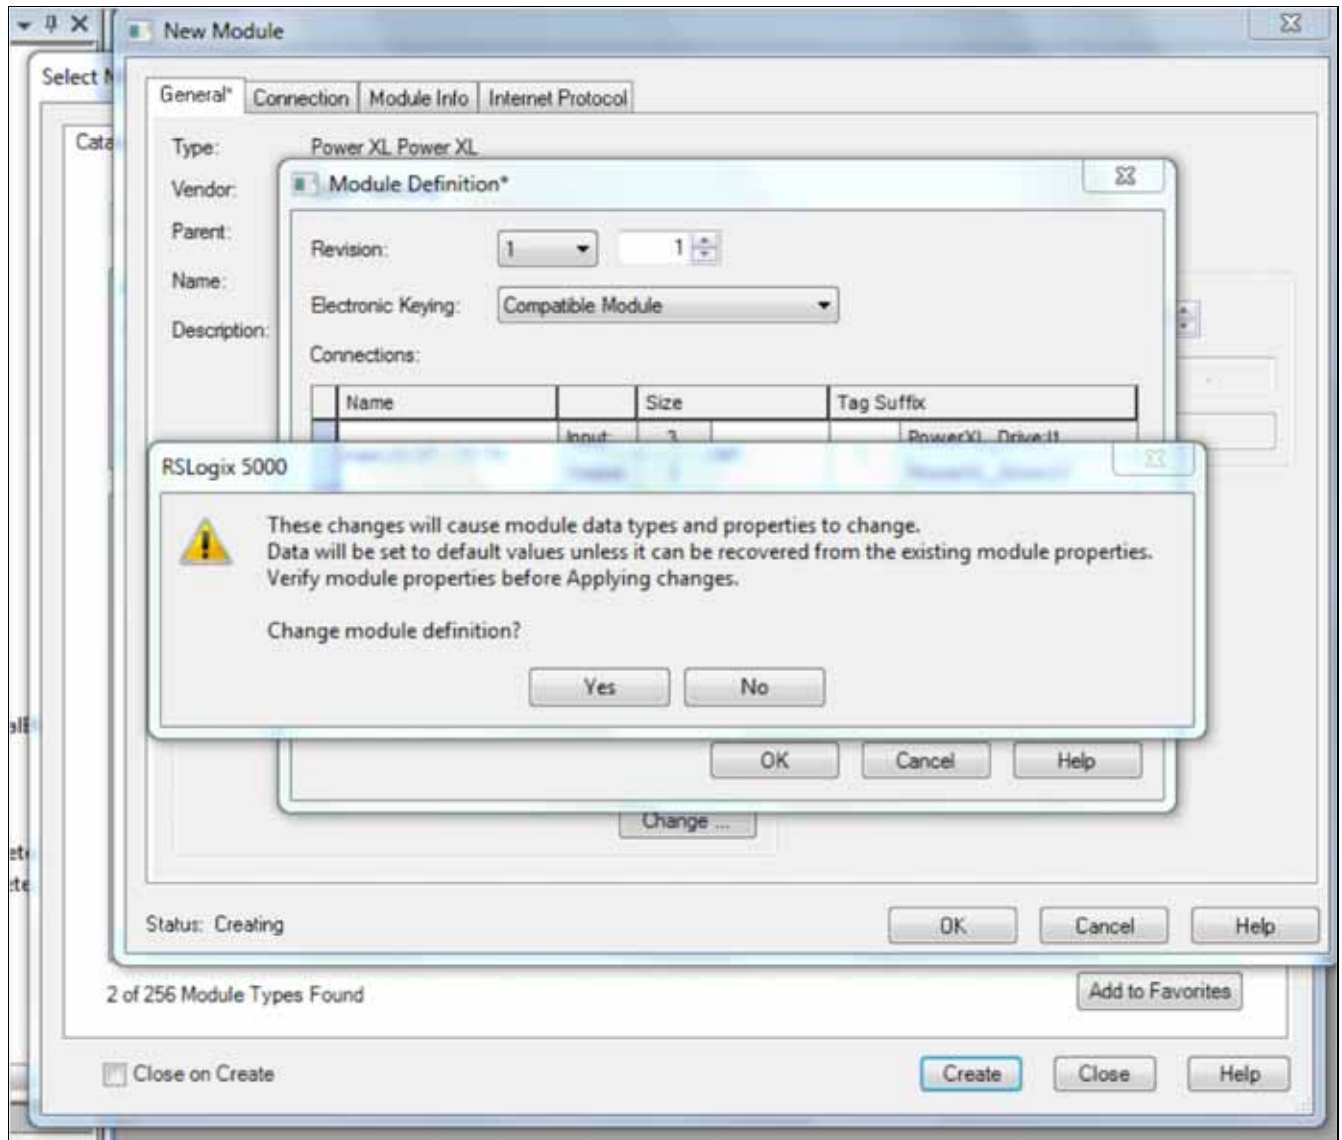 New Module
Select M
General* Connection Module Info Internet Protocol
Cata
Type: Power XL Power XL
Vendor:
Parent:
Name:
Description:
Module Definition*
Revision: 1 1
Electronic Keying: Compatible Module
Connections:
Name Size Tag Suffix
Input: 3 PowerXL_Drive:I1
RSLogix 5000
These changes will cause module data types and properties to change.
Data will be set to default values unless it can be recovered from the existing module properties.
Verify module properties before Applying changes.
Change module definition?
Yes No
OK Cancel Help
Change ...
Status: Creating
OK Cancel Help
2 of 256 Module Types Found
Add to Favorites
Close on Create
Create Close Help